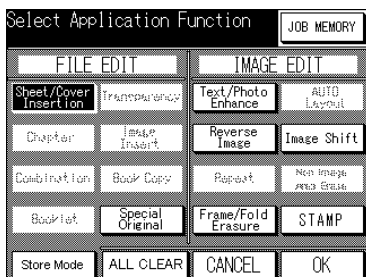 Select Application Function
JOB MEMORY
FILE EDIT
IMAGE EDIT
Sheet/Cover
Insertion
Transparency
Text/Photo
Enhance
AUTO
Layout
Chapter
Image
Insert
Reverse
Image
Image Shift
Combination
Book Copy
Repeat
Non Image
Area Erase
Booklet
Special
Original
Frame/Fold
Erasure
STAMP
Store Mode
ALL CLEAR
CANCEL
OK